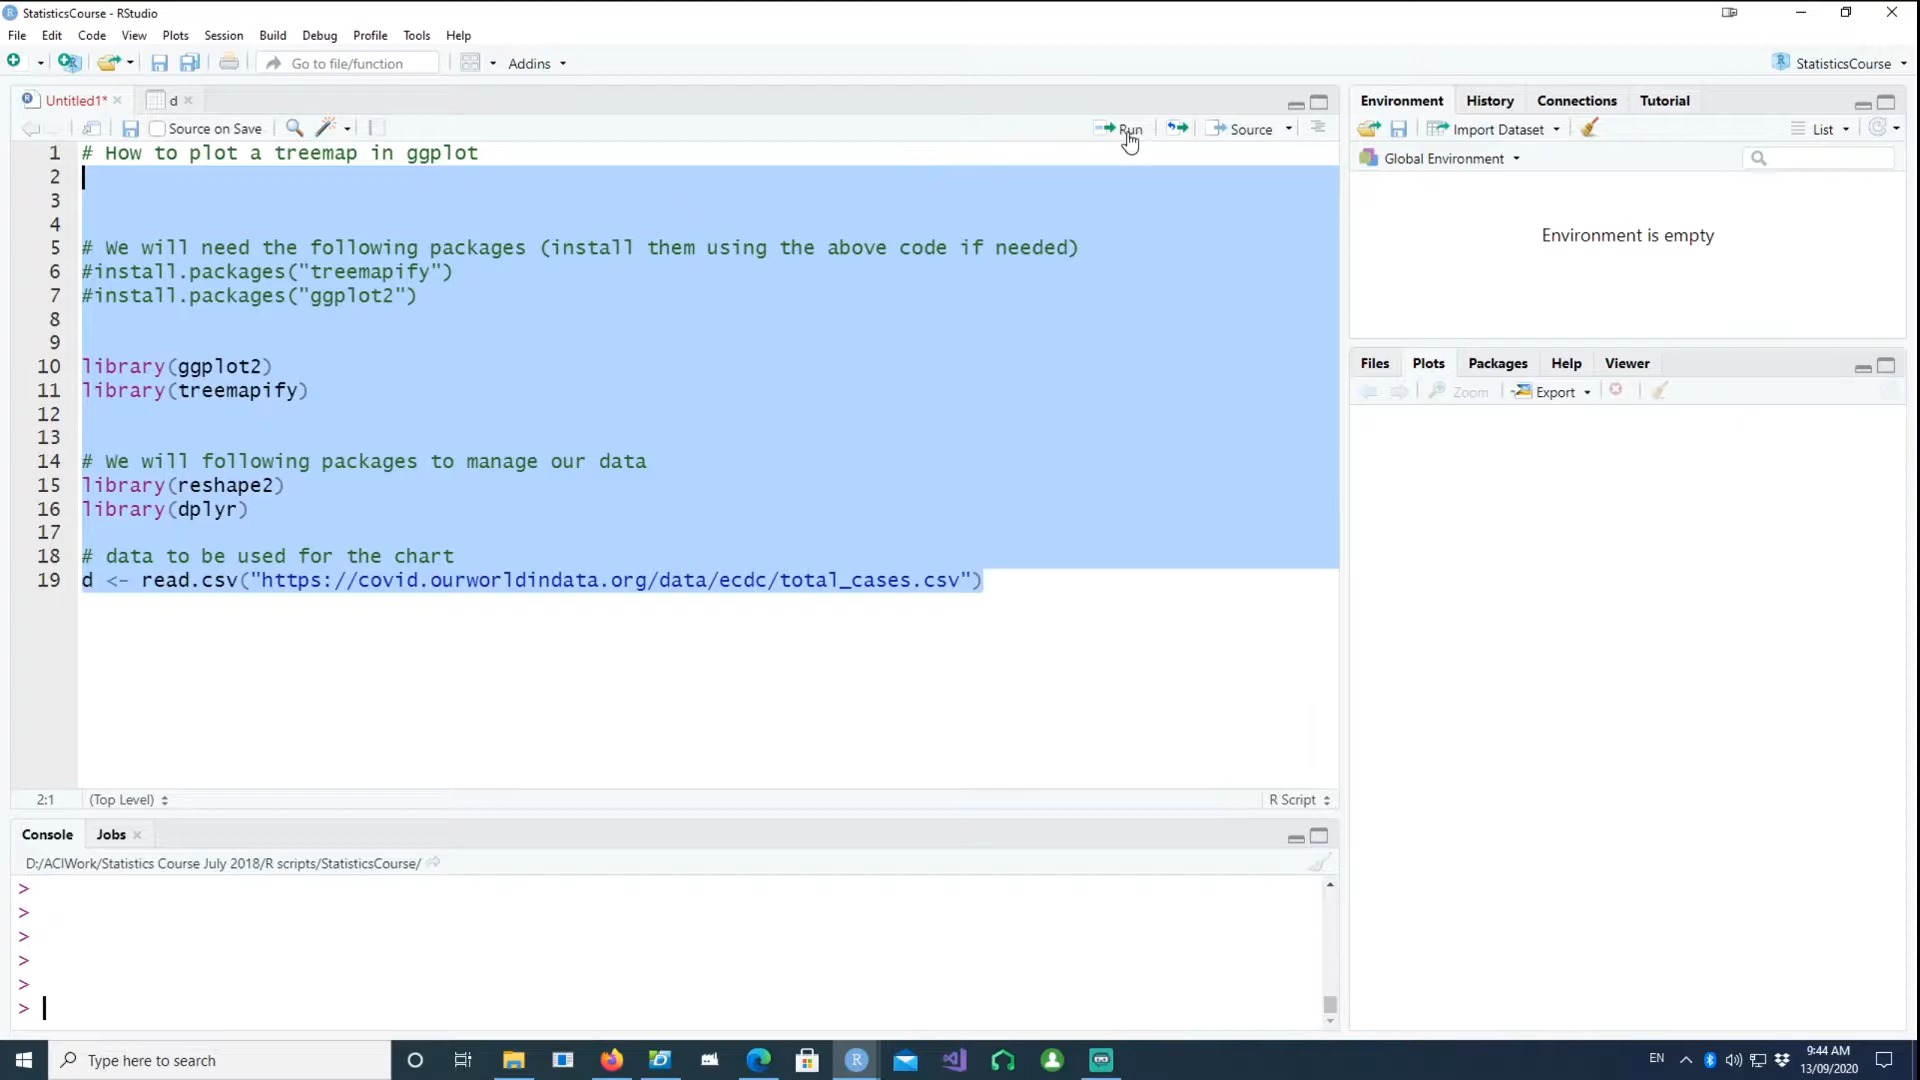 StatisticsCourse - RStudio
File Edit Code View Plots Session Build Debug Profile Tools Help
Go to file/function Addins StatisticsCourse
Untitled1* d
Source on Save Run Source
1 # How to plot a treemap in ggplot
2
3
4
5 # We will need the following packages (install them using the above code if needed)
6 #install.packages("treemapify")
7 #install.packages("ggplot2")
8
9
10 library(ggplot2)
11 library(treemapify)
12
13
14 # We will following packages to manage our data
15 library(reshape2)
16 library(dplyr)
17
18 # data to be used for the chart
19 d <- read.csv("https://covid.ourworldindata.org/data/ecdc/total_cases.csv")
2:1 (Top Level) R Script
Console Jobs
D:/ACIWork/Statistics Course July 2018/R scripts/StatisticsCourse/
>
>
>
>
>
>
Environment History Connections Tutorial
Import Dataset List
Global Environment
Environment is empty
Files Plots Packages Help Viewer
Zoom Export
Type here to search
EN
9:44 AM
13/09/2020